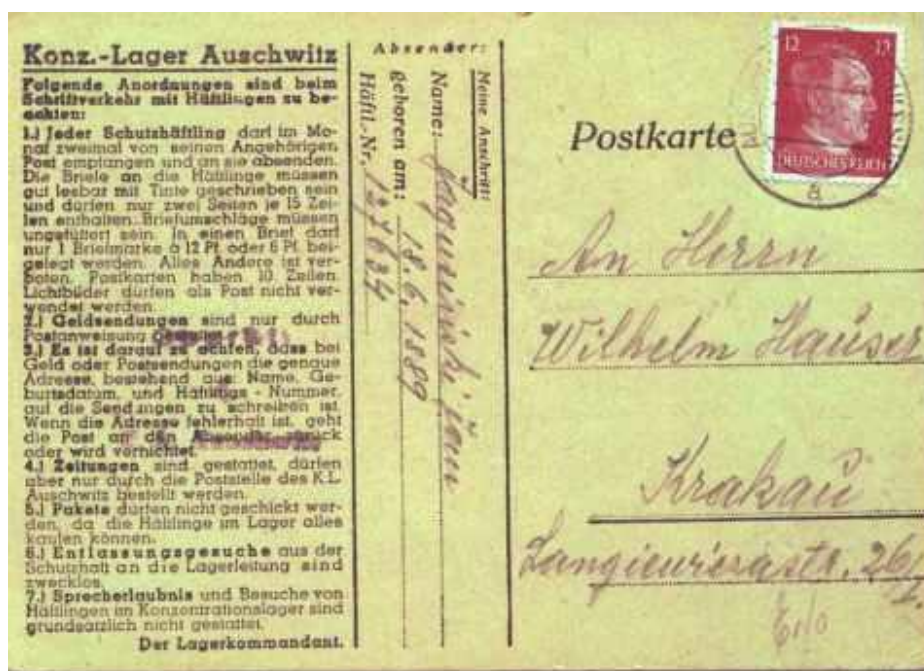 Konz.-Lager Auschwitz
Folgende Anordnungen sind beim
Schriftverkehr mit Häftlingen zu be-
achten:
1.) Jeder Schutzhäftling darf im Mo-
nat zweimal von seinen Angehörigen
Post empfangen und an sie absenden.
Die Briefe an die Häftlinge müssen
gut lesbar mit Tinte geschrieben sein
und dürfen nur zwei Seiten je 15 Zei-
len enthalten. Briefumschläge müssen
ungefüttert sein. In einen Brief darf
nur 1 Briefmarke à 12 Pf. oder 6 Pf. bei-
gelegt werden. Alles Andere ist ver-
boten. Postkarten haben 10 Zeilen.
Lichtbilder dürfen als Post nicht ver-
wendet werden.
2.) Geldsendungen sind nur durch
Postanweisung
3.) Es ist darauf zu achten, dass bei
Geld oder Postsendungen die genaue
Adresse, bestehend aus: Name, Ge-
burtsdatum, und Häftlings-Nummer,
auf die Sendungen zu schreiben ist.
Wenn die Adresse fehlerhaft ist, geht
die Post an den Absender zurück
oder wird vernichtet.
4.) Zeitungen sind gestattet, dürfen
aber nur durch die Poststelle des K.L.
Auschwitz bestellt werden.
5.) Pakete dürfen nicht geschickt wer-
den, da die Häftlinge im Lager alles
kaufen können.
6.) Entlassungsgesuche aus der
Schutzhaft an die Lagerleitung sind
zwecklos.
7.) Sprecherlaubnis und Besuche von
Häftlingen im Konzentrationslager sind
grundsätzlich nicht gestattet.
Der Lagerkommandant.
Absender:
Meine Anschrift:
Name: Jan
geboren am: 18.6.1889
Häftl.-Nr. 127634
Postkarte
12 12
DEUTSCHES REICH
a
An Herrn
Wilhelm Hauser
Krakau
26/